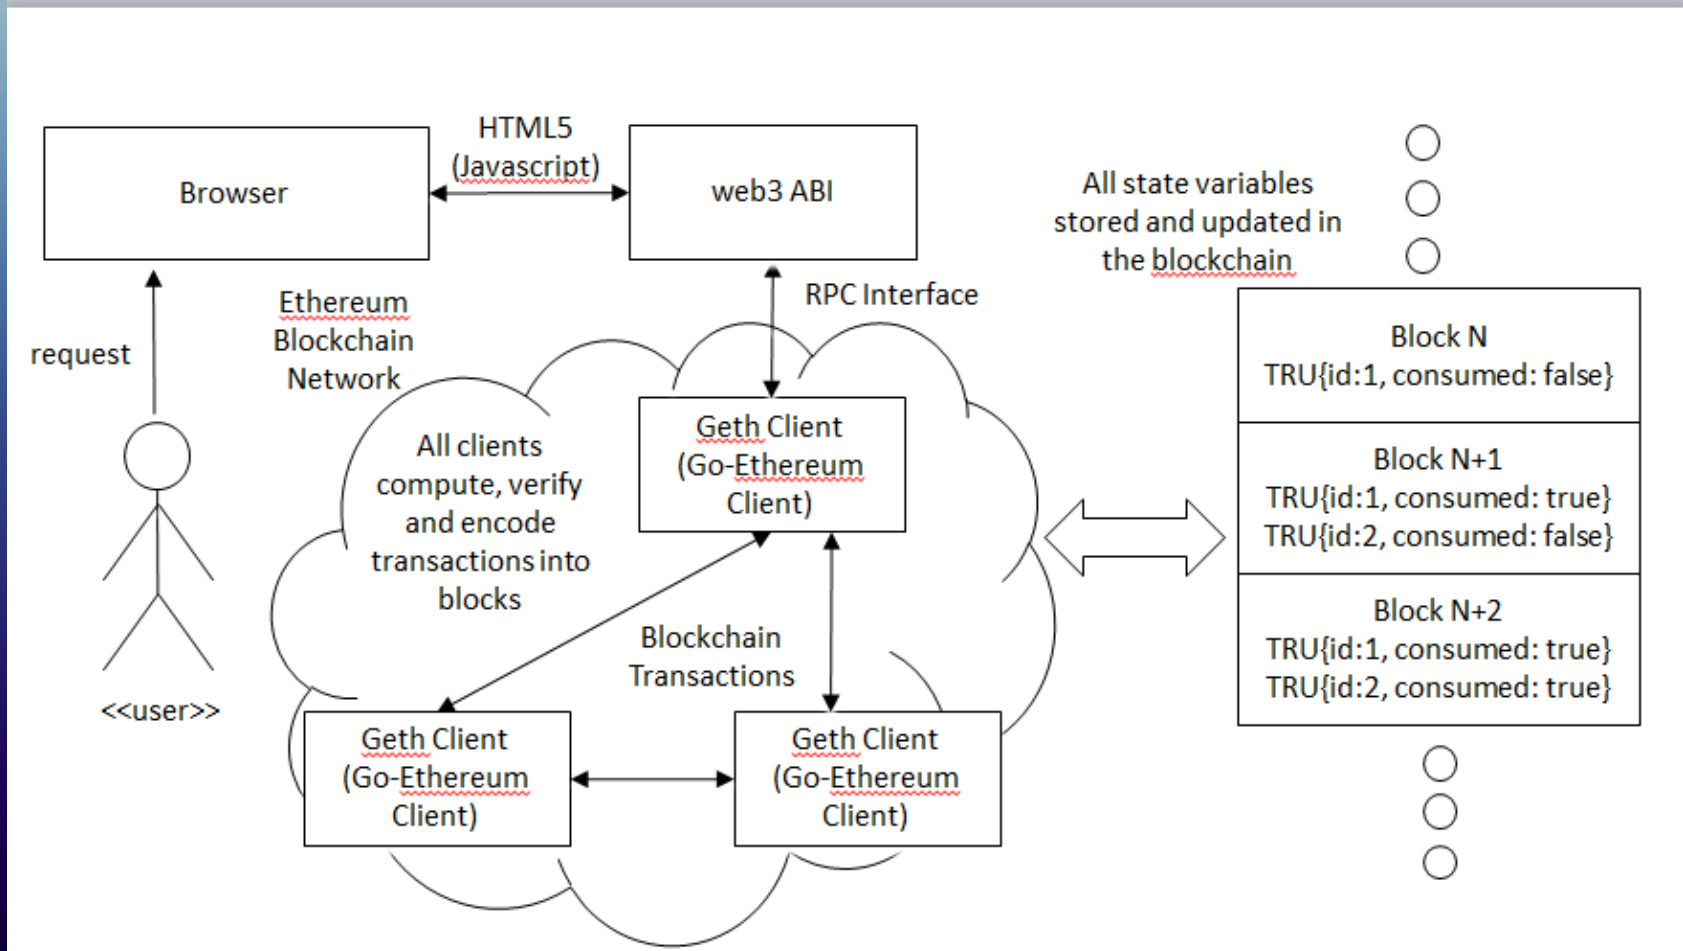 HTML5
(Javascript)
Browser
web3 ABI
All state variables
stored and updated in
the blockchain
RPC Interface
Ethereum
Blockchain
Network
request
<<user>>
All clients
compute, verify
and encode
transactions into
blocks
Geth Client
(Go-Ethereum
Client)
Blockchain
Transactions
Geth Client
(Go-Ethereum
Client)
Geth Client
(Go-Ethereum
Client)
Block N
TRU{id:1, consumed: false}
Block N+1
TRU{id:1, consumed: true}
TRU{id:2, consumed: false}
Block N+2
TRU{id:1, consumed: true}
TRU{id:2, consumed: true}